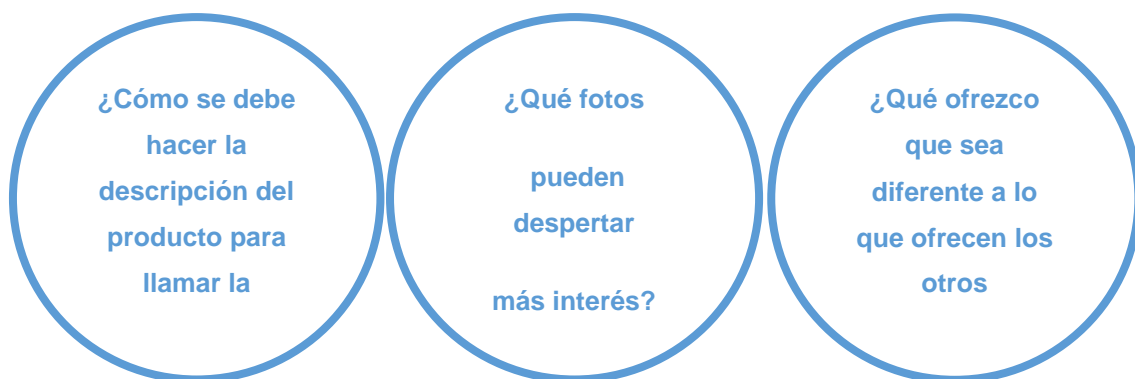 ¿Cómo se debe
hacer la
descripción del
producto para
llamar la
¿Qué fotos
pueden
despertar
más interés?
¿Qué ofrezco
que sea
diferente a lo
que ofrecen los
otros